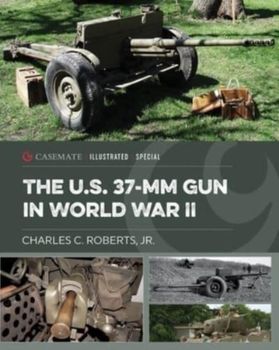 CASEMATE ILLUSTRATED SPECIAL
THE U.S. 37-MM GUN
IN WORLD WAR II
CHARLES C. ROBERTS, JR.